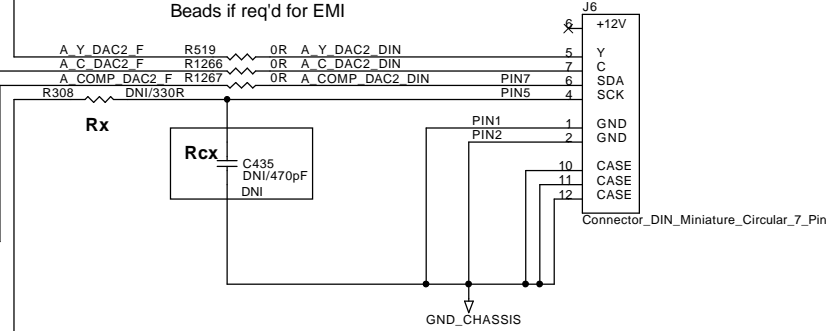 Beads if req'd for EMI
J6
6 +12V
A_Y_DAC2_F R519 0R A_Y_DAC2_DIN 5 Y
A_C_DAC2_F R1266 0R A_C_DAC2_DIN 7 C
A_COMP_DAC2_F R1267 0R A_COMP_DAC2_DIN PIN7 6 SDA
R308 DNI/330R PIN5 4 SCK
Rx
PIN1 1 GND
PIN2 2 GND
Rcx
C435
DNI/470pF
DNI
10 CASE
11 CASE
12 CASE
Connector_DIN_Miniature_Circular_7_Pin
GND_CHASSIS